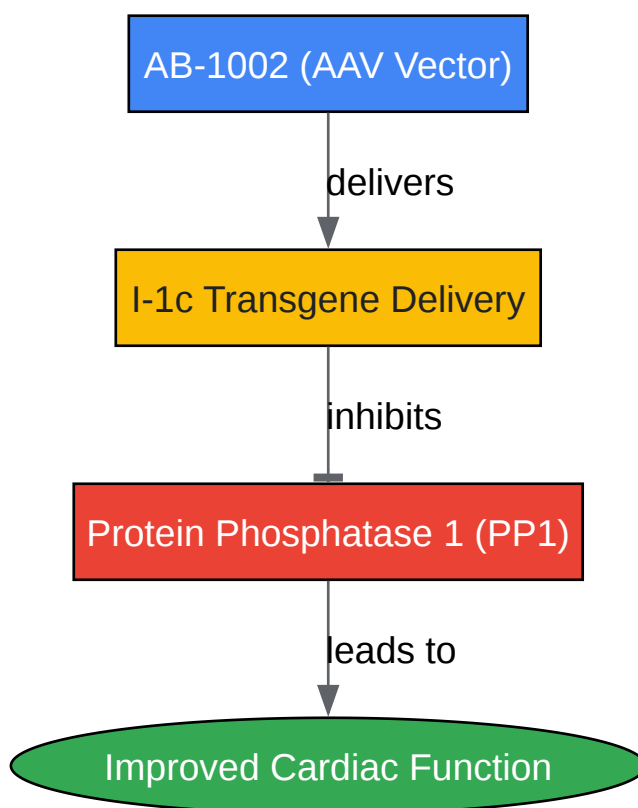 AB-1002 (AAV Vector)
delivers
I-1c Transgene Delivery
inhibits
Protein Phosphatase 1 (PP1)
leads to
Improved Cardiac Function